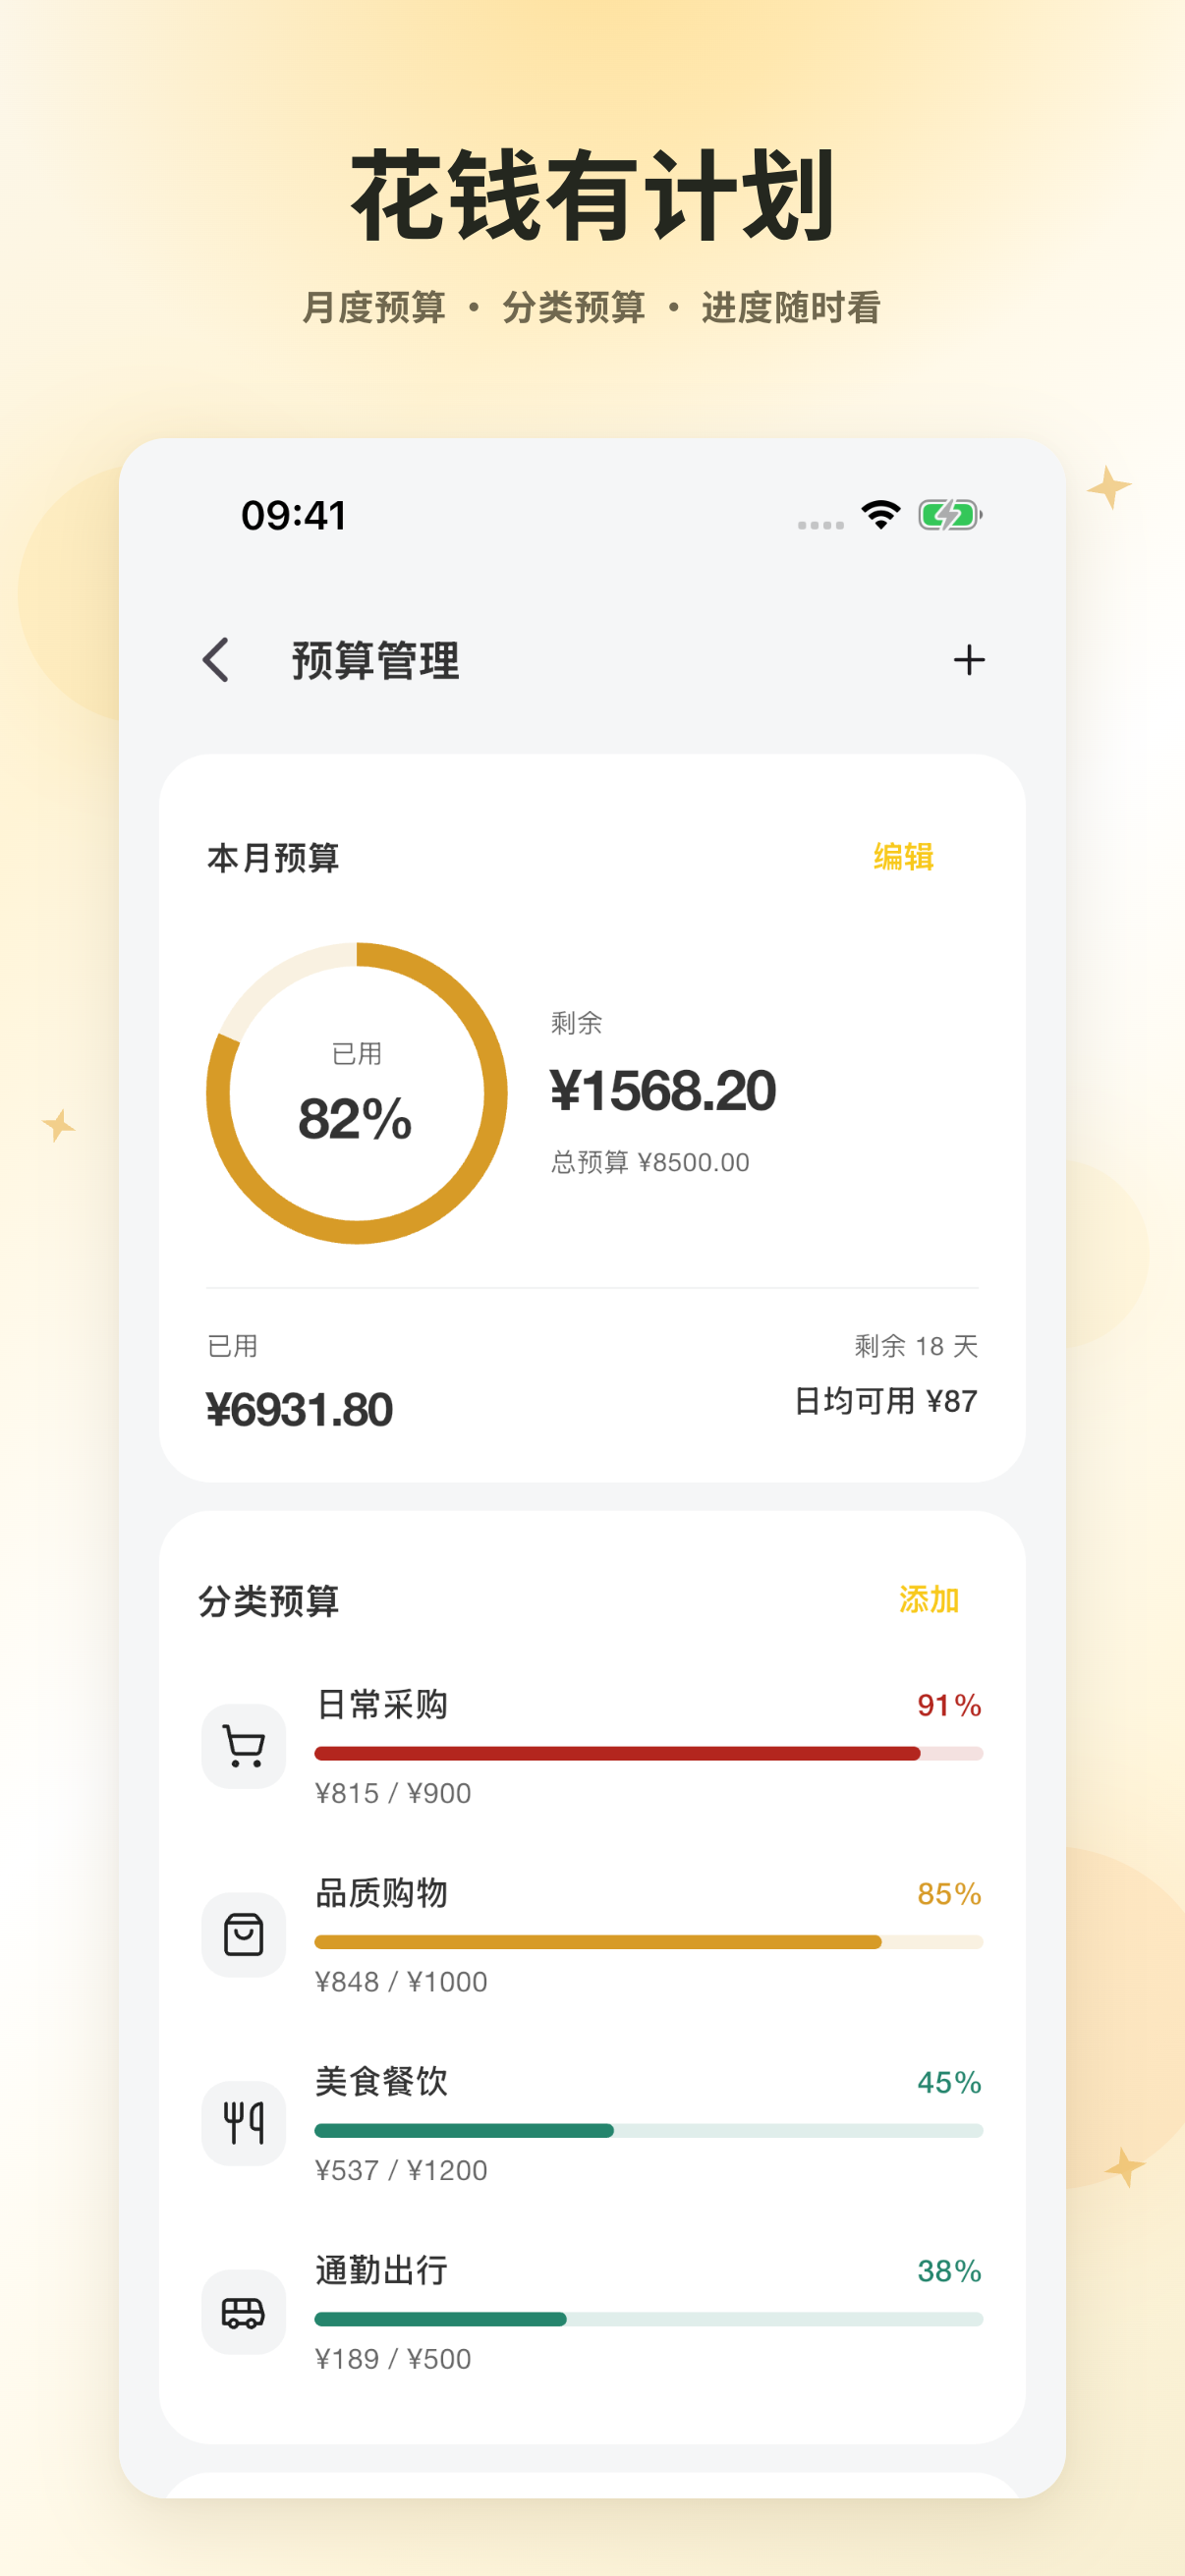 花钱有计划
月度预算 · 分类预算 · 进度随时看
09:41
预算管理
本月预算
编辑
已用
82%
剩余
¥1568.20
总预算 ¥8500.00
已用
¥6931.80
剩余 18 天
日均可用 ¥87
分类预算
添加
日常采购
91%
¥815 / ¥900
品质购物
85%
¥848 / ¥1000
美食餐饮
45%
¥537 / ¥1200
通勤出行
38%
¥189 / ¥500